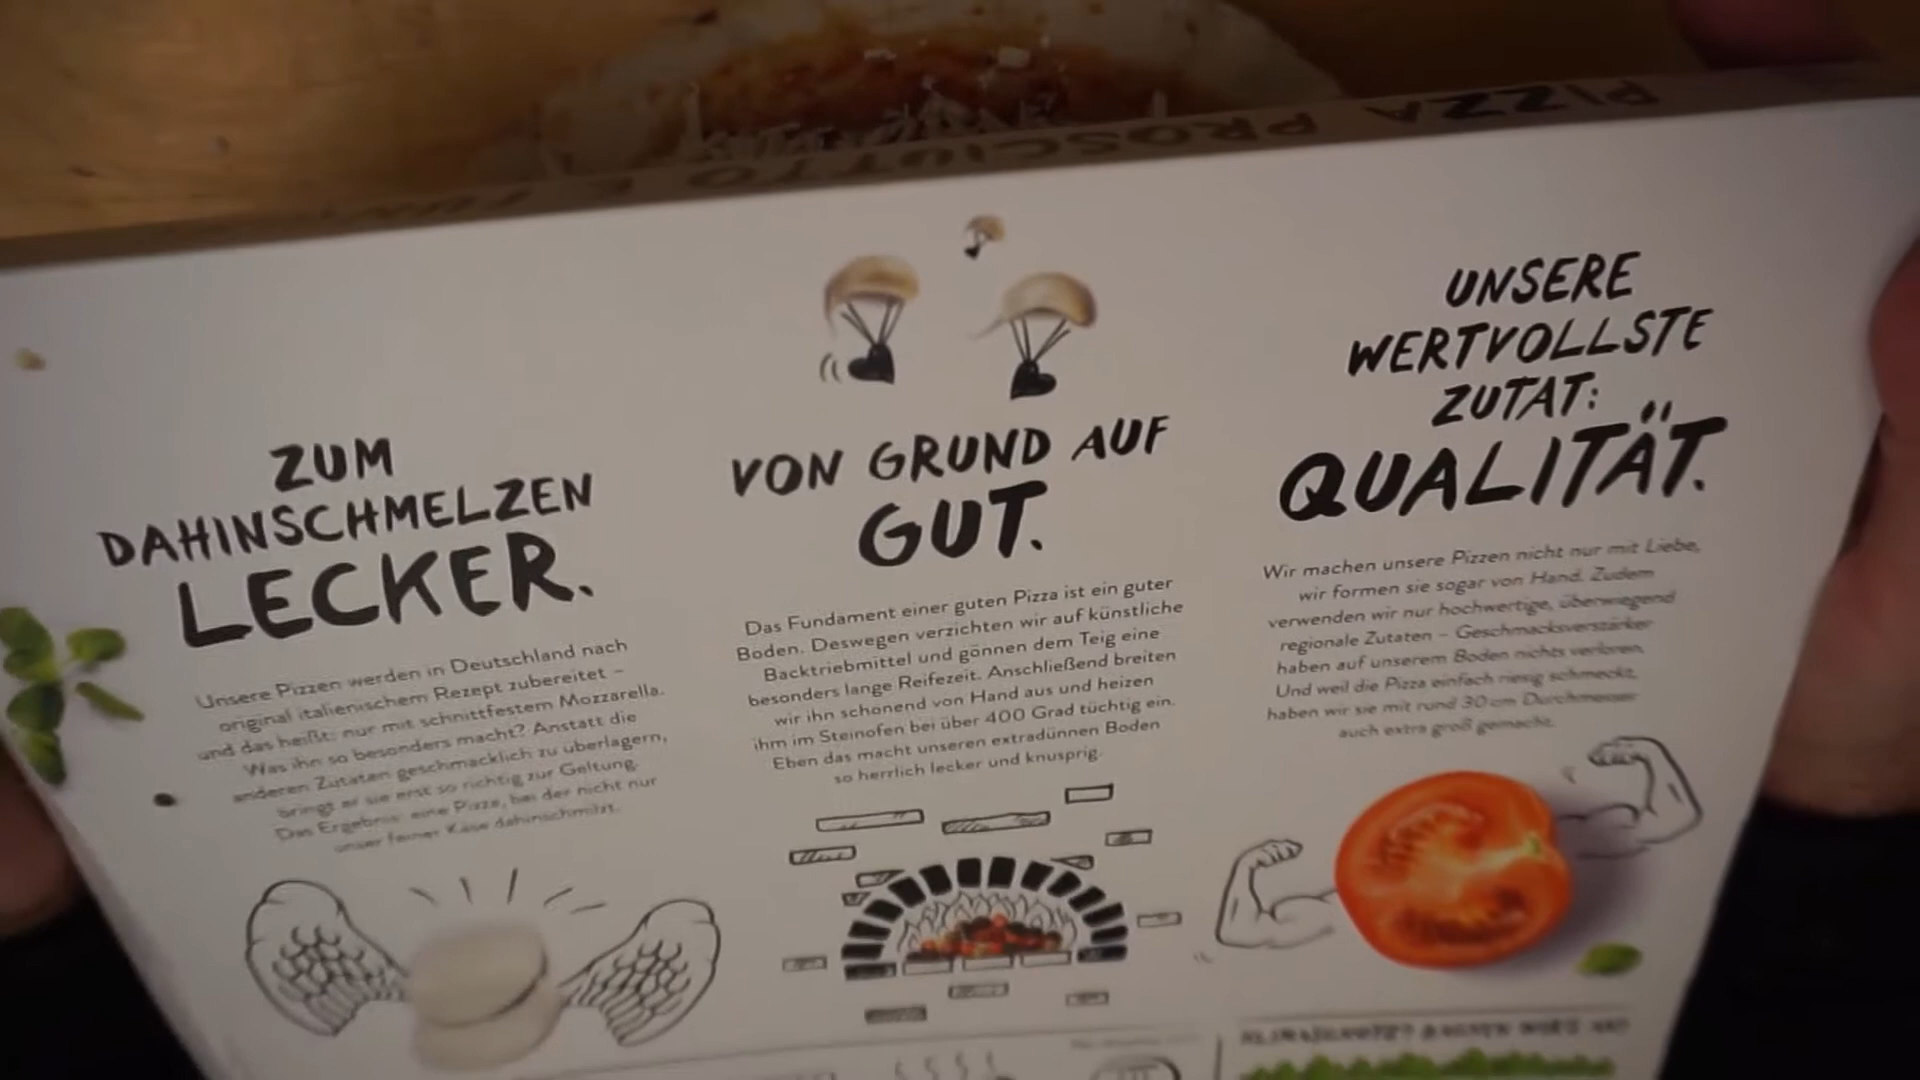 PIZZA PROSCIUTTO &
ZUM
DAHINSCHMELZEN
LECKER.
Unsere Pizzen werden in Deutschland nach
original italienischem Rezept zubereitet –
und das heißt: nur mit schnittfestem Mozzarella.
Was ihn so besonders macht? Anstatt die
anderen Zutaten geschmacklich zu überlagern,
bringt er sie erst so richtig zur Geltung.
Das Ergebnis: eine Pizza, bei der nicht nur
unser feiner Käse dahinschmilzt.
VON GRUND AUF
GUT.
Das Fundament einer guten Pizza ist ein guter
Boden. Deswegen verzichten wir auf künstliche
Backtriebmittel und gönnen dem Teig eine
besonders lange Reifezeit. Anschließend breiten
wir ihn schonend von Hand aus und heizen
ihm im Steinofen bei über 400 Grad tüchtig ein.
Eben das macht unseren extradünnen Boden
so herrlich lecker und knusprig.
UNSERE
WERTVOLLSTE
ZUTAT:
QUALITÄT.
Wir machen unsere Pizzen nicht nur mit Liebe,
wir formen sie sogar von Hand. Zudem
verwenden wir nur hochwertige, überwiegend
regionale Zutaten – Geschmacksverstärker
haben auf unserem Boden nichts verloren.
Und weil die Pizza einfach riesig schmeckt,
haben wir sie mit rund 30 cm Durchmesser
auch extra groß gemacht.